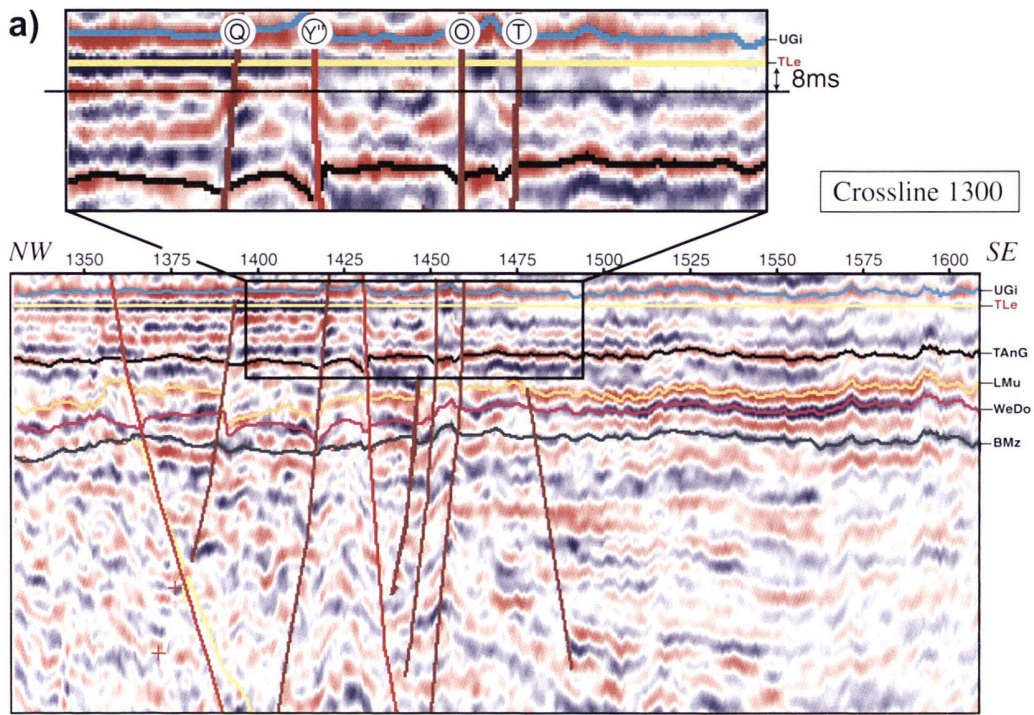 a)
Q Y" O T
UGi
TLe
8ms
Crossline 1300
NW SE
1350 1375 1400 1425 1450 1475 1500 1525 1550 1575 1600
UGi
TLe
TAnG
LMu
WeDo
BMz